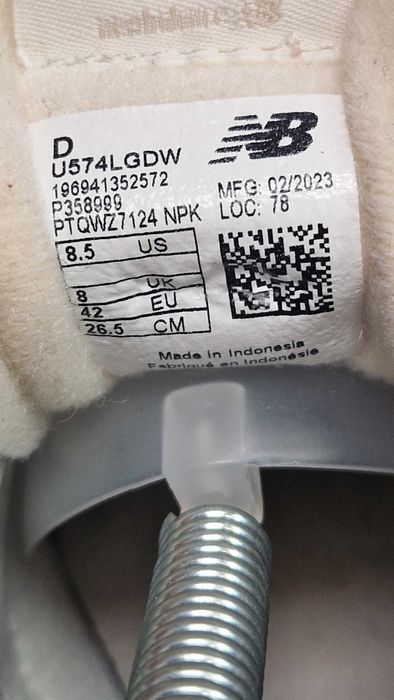 D
U574LGDW
196941352572
P358999
PTQWZ7124 NPK
NB
MFG: 02/2023
LOC: 78
8.5 US
8 UK
42 EU
26.5 CM
Made in Indonesia
Fabriqué en Indonésie